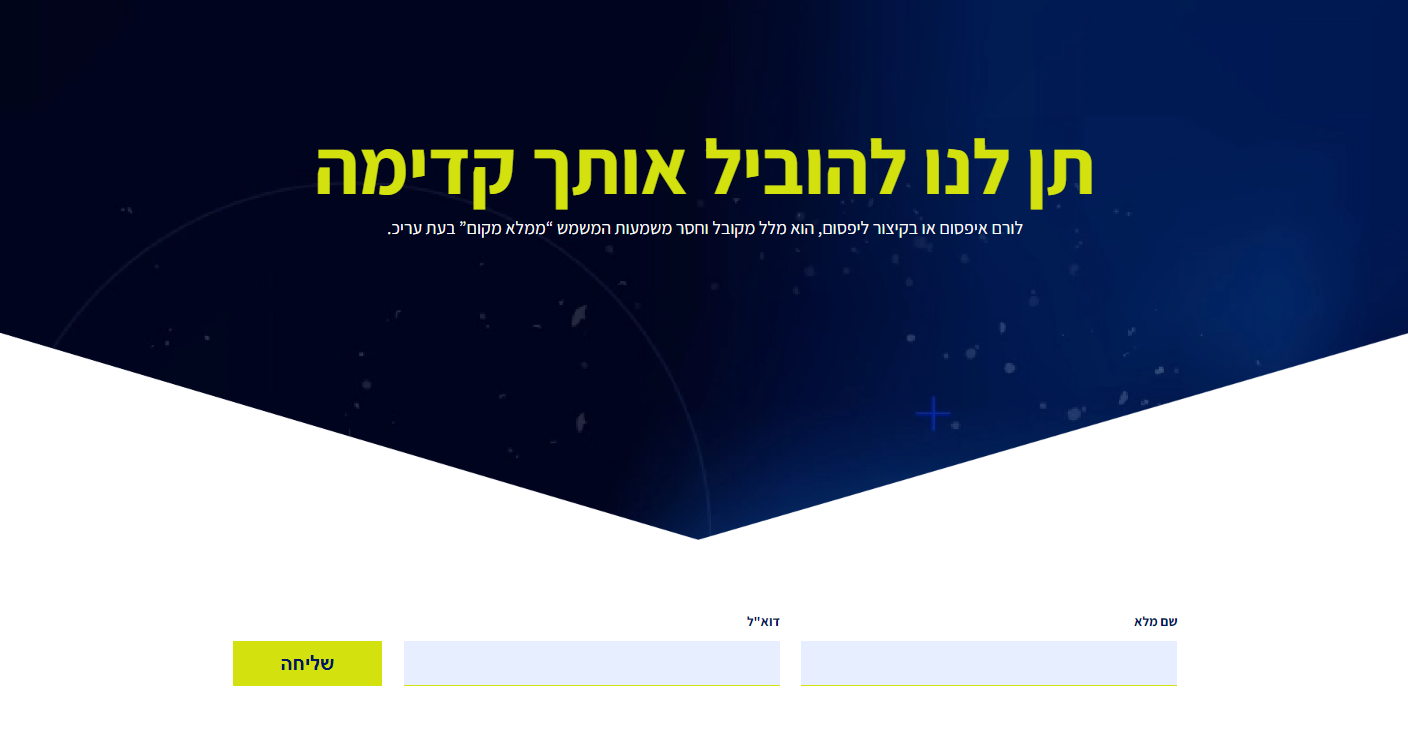 תן לנו להוביל אותך קדימה
לורם איפסום או בקיצור ליפסום, הוא מלל מקובל וחסר משמעות המשמש “ממלא מקום” בעת עריכ.
שם מלא
דוא"ל
שליחה